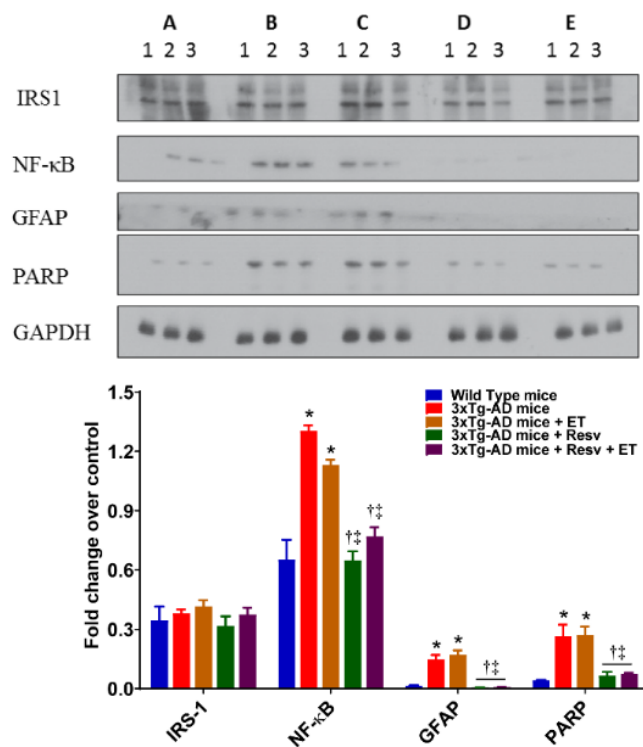 A B C D E
1 2 3 1 2 3 1 2 3 1 2 3 1 2 3
IRS1
NF-κB
GFAP
PARP
GAPDH
Wild Type mice
3xTg-AD mice
3xTg-AD mice + ET
3xTg-AD mice + Resv
3xTg-AD mice + Resv + ET
Fold change over control
1.5
1.2
0.9
0.6
0.3
0.0
*
*
†‡
†‡
*
*
†‡
*
*
†‡
IRS-1
NF-κB
GFAP
PARP